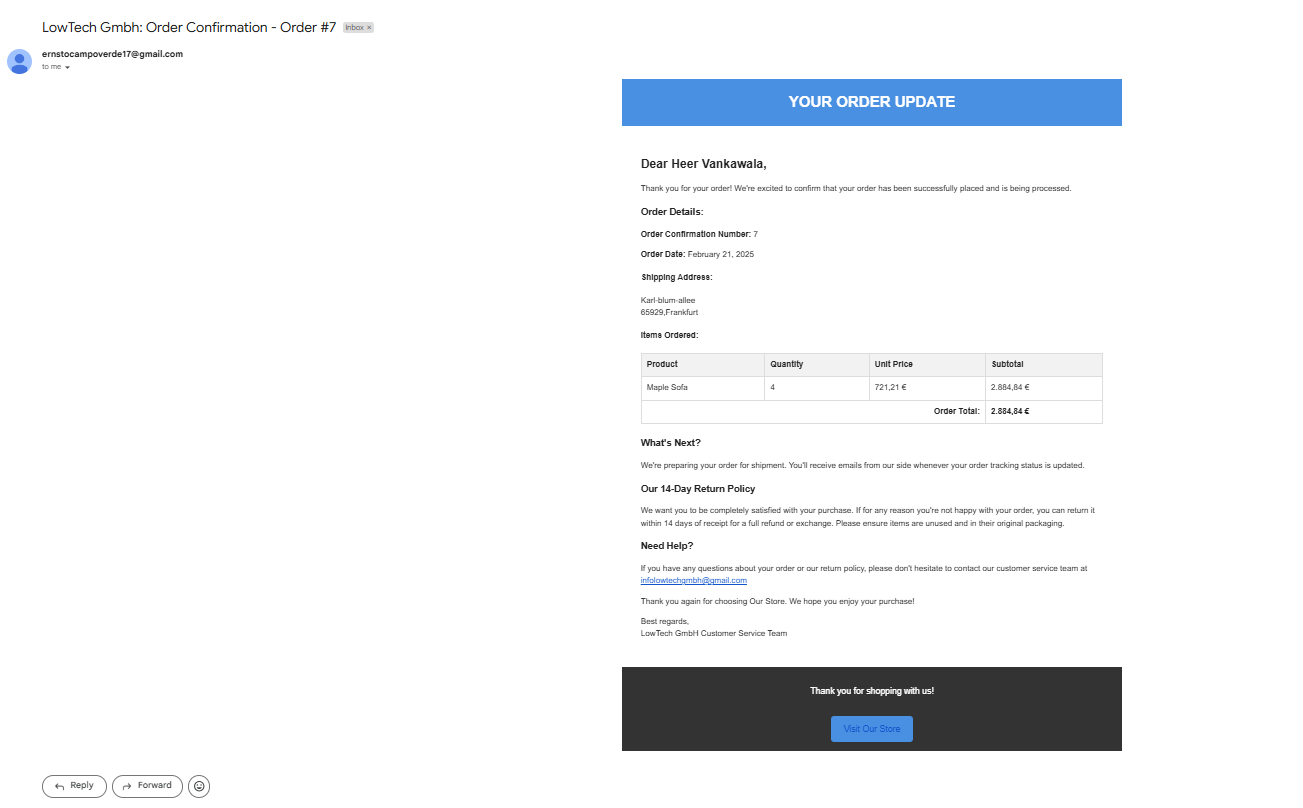 LowTech Gmbh: Order Confirmation - Order #7 Inbox ×
ernstocampoverde17@gmail.com
to me
YOUR ORDER UPDATE
Dear Heer Vankawala,
Thank you for your order! We're excited to confirm that your order has been successfully placed and is being processed.
Order Details:
Order Confirmation Number: 7
Order Date: February 21, 2025
Shipping Address:
Karl-blum-allee
65929,Frankfurt
Items Ordered:
Product Quantity Unit Price Subtotal
Maple Sofa 4 721,21 € 2.884,84 €
Order Total: 2.884,84 €
What's Next?
We're preparing your order for shipment. You'll receive emails from our side whenever your order tracking status is updated.
Our 14-Day Return Policy
We want you to be completely satisfied with your purchase. If for any reason you're not happy with your order, you can return it
within 14 days of receipt for a full refund or exchange. Please ensure items are unused and in their original packaging.
Need Help?
If you have any questions about your order or our return policy, please don't hesitate to contact our customer service team at
infolowtechgmbh@gmail.com
Thank you again for choosing Our Store. We hope you enjoy your purchase!
Best regards,
LowTech GmbH Customer Service Team
Thank you for shopping with us!
Visit Our Store
Reply Forward